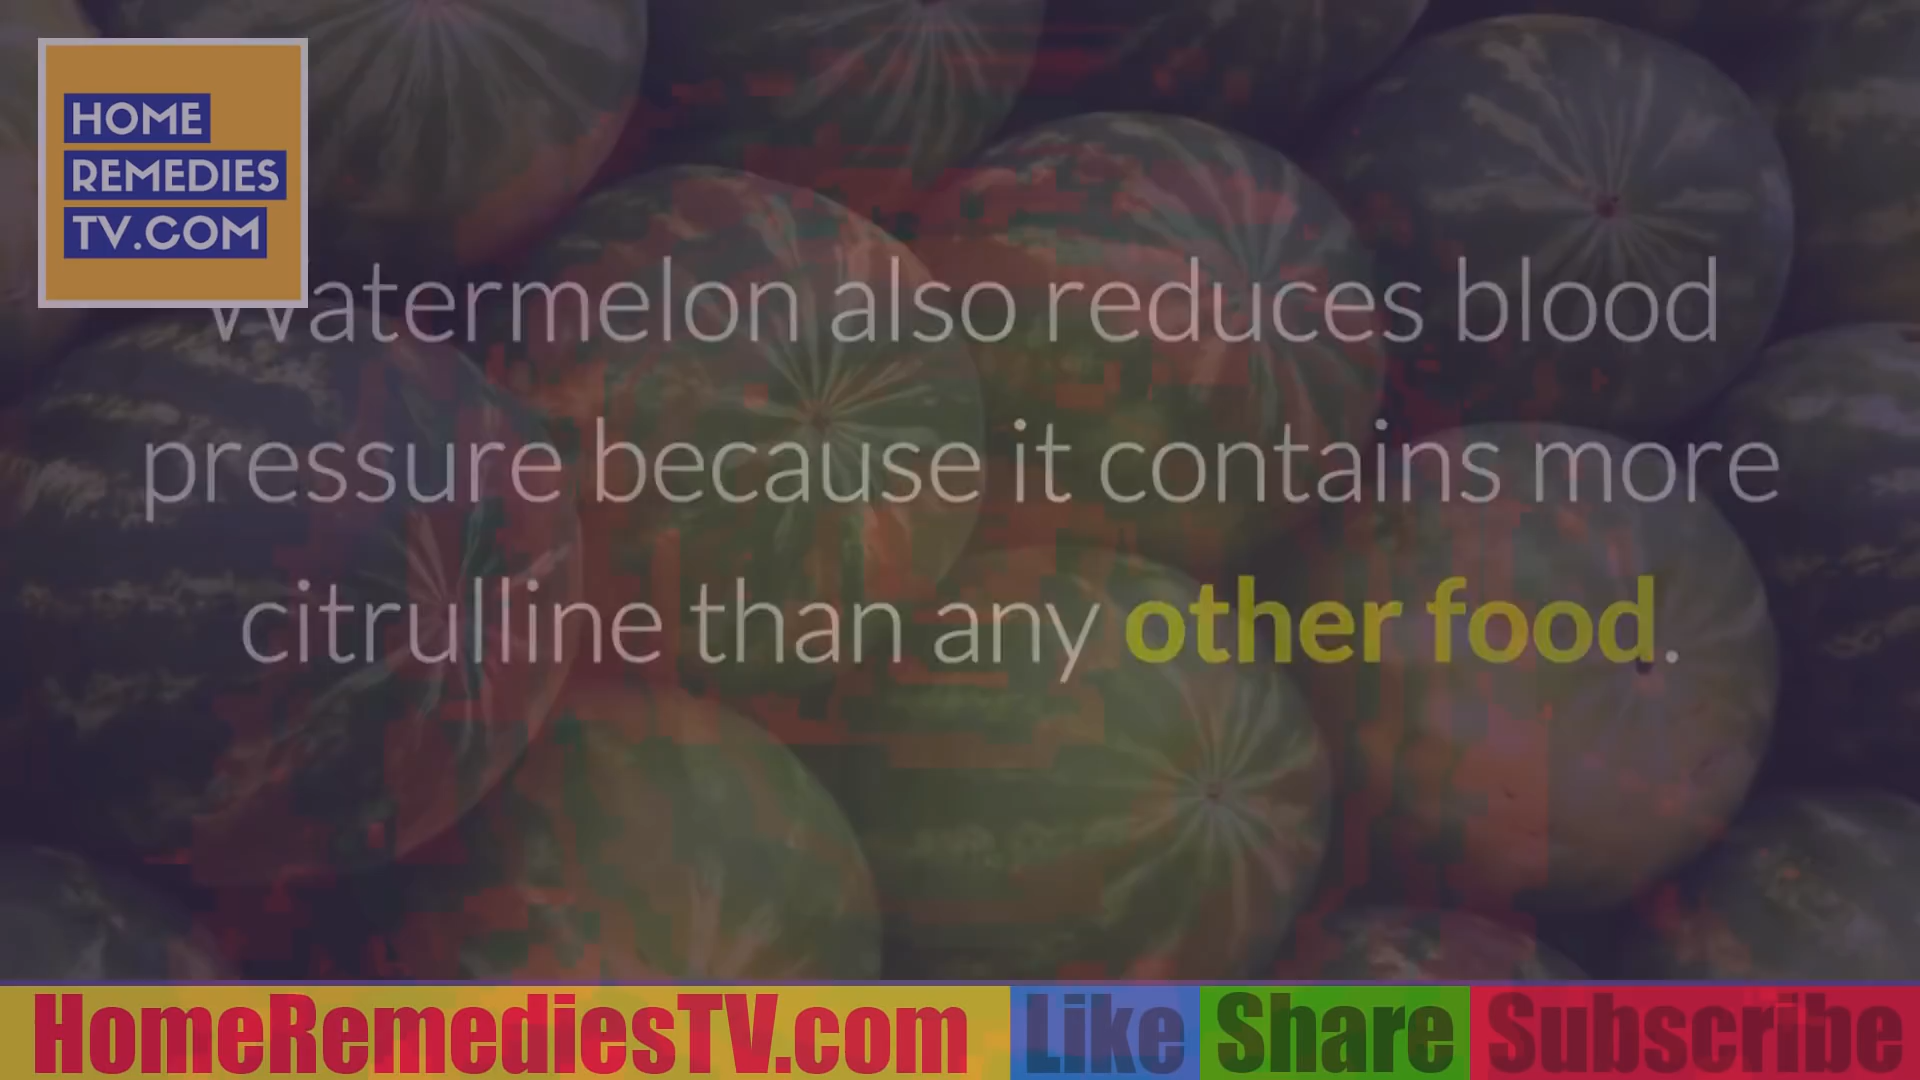 HOME
REMEDIES
TV.COM
Watermelon also reduces blood
pressure because it contains more
citrulline than any other food.
HomeRemediesTV.com Like Share Subscribe